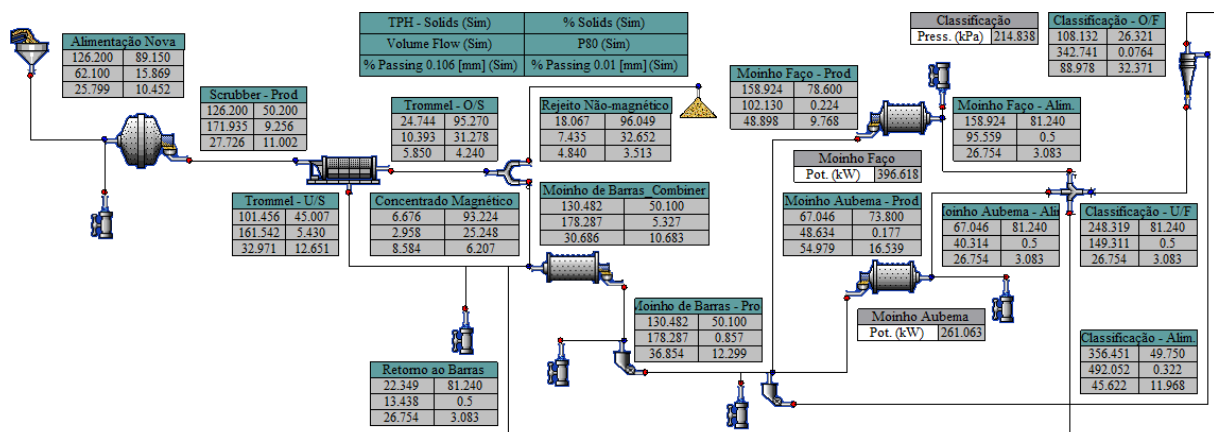 TPH - Solids (Sim) % Solids (Sim)
Volume Flow (Sim) P80 (Sim)
% Passing 0.106 [mm] (Sim) % Passing 0.01 [mm] (Sim)
Classificação
Press. (kPa) 214.838
Classificação - O/F
108.132 26.321
342.741 0.0764
88.978 32.371
Alimentação Nova
126.200 89.150
62.100 15.869
25.799 10.452
Scrubber - Prod
126.200 50.200
171.935 9.256
27.726 11.002
Trommel - O/S
24.744 95.270
10.393 31.278
5.850 4.240
Rejeito Não-magnético
18.067 96.049
7.435 32.652
4.840 3.513
Moinho Faço - Prod
158.924 78.600
102.130 0.224
48.898 9.768
Moinho Faço - Alim.
158.924 81.240
95.559 0.5
26.754 3.083
Moinho Faço
Pot. (kW) 396.618
Trommel - U/S
101.456 45.007
161.542 5.430
32.971 12.651
Concentrado Magnético
6.676 93.224
2.958 25.248
8.584 6.207
Moinho de Barras_Combiner
130.482 50.100
178.287 5.327
30.686 10.683
Moinho Aubema - Prod
67.046 73.800
48.634 0.177
54.979 16.539
oinho Aubema - Ali
67.046 81.240
40.314 0.5
26.754 3.083
Classificação - U/F
248.319 81.240
149.311 0.5
26.754 3.083
Moinho de Barras - Pro
130.482 50.100
178.287 0.857
36.854 12.299
Moinho Aubema
Pot. (kW) 261.063
Retorno ao Barras
22.349 81.240
13.438 0.5
26.754 3.083
Classificação - Alim.
356.451 49.750
492.052 0.322
45.622 11.968